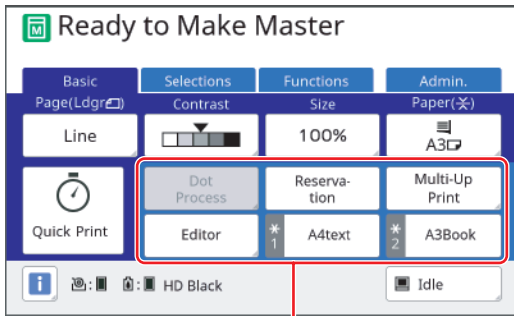 Ready to Make Master
Basic Selections Functions Admin.
Page(Ldgr) Contrast Size Paper(*)
Line 100% A3
Dot Process Reserva-tion Multi-Up Print
Quick Print Editor *1 A4text *2 A3Book
i : : HD Black Idle